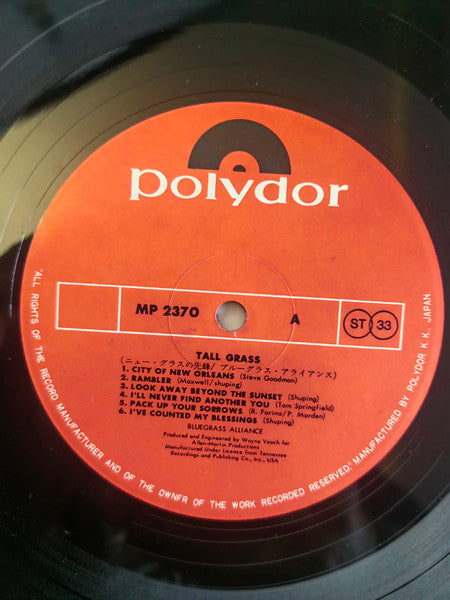 polydor
MP 2370
A
ST 33
TALL GRASS
(ニュー・グラスの先鋒/ ブルーグラス・アライアンス)
1. CITY OF NEW ORLEANS (Steve Goodman)
2. RAMBLER (Maxwell/shuping)
3. LOOK AWAY BEYOND THE SUNSET (Shuping)
4. I'LL NEVER FIND ANOTHER YOU (Tom Springfield)
5. PACK UP YOUR SORROWS (R. Farina/P. Marden)
6. I'VE COUNTED MY BLESSINGS (Shuping)
BLUEGRASS ALLIANCE
Produced and Engineered by Wayne Vosch for
Allen-Martin Productions
Manufactured Under Licence from Tennessee
Recordings and Publishing Co., Inc., USA
"ALL RIGHTS OF THE RECORD MANUFACTURER AND OF THE OWNER OF THE WORK RECORDED RESERVED" MANUFACTURED BY POLYDOR K.K., JAPAN